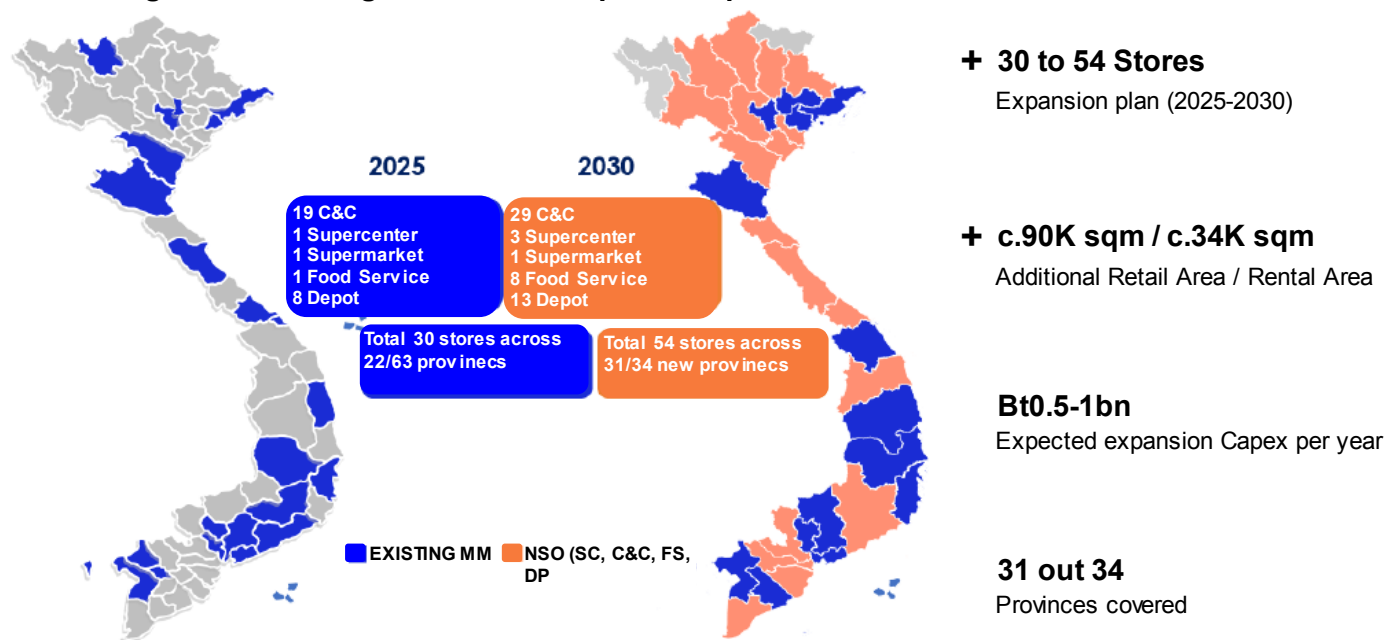 + 30 to 54 Stores
Expansion plan (2025-2030)
2025
2030
19 C&C
1 Supercenter
1 Supermarket
1 Food Service
8 Depot
29 C&C
3 Supercenter
1 Supermarket
8 Food Service
13 Depot
Total 30 stores across
22/63 provinecs
Total 54 stores across
31/34 new provinecs
+ c.90K sqm / c.34K sqm
Additional Retail Area / Rental Area
Bt0.5-1bn
Expected expansion Capex per year
EXISTING MM
NSO (SC, C&C, FS,
DP
31 out 34
Provinces covered